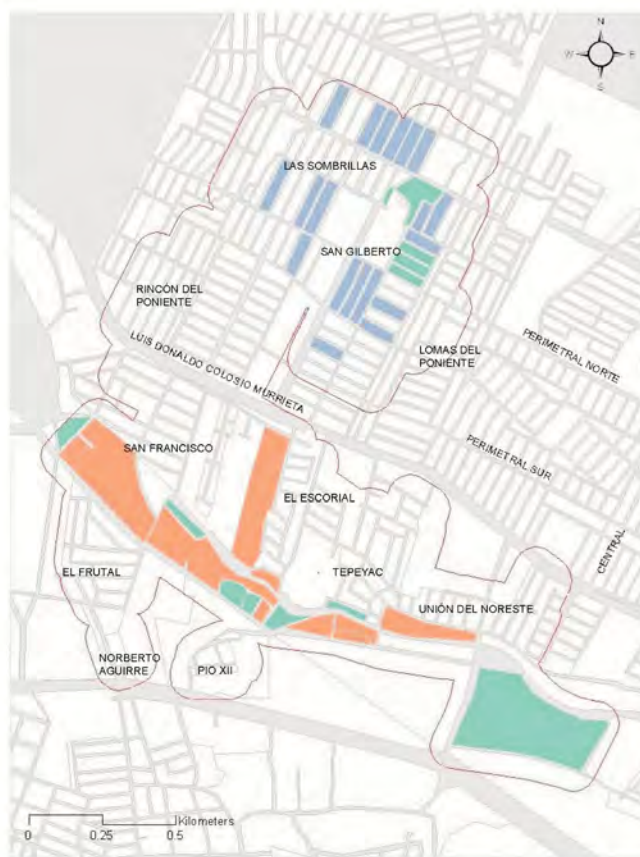 N
W E
S
LAS SOMBRILLAS
SAN GILBERTO
RINCÓN DEL
PONIENTE
LUIS DONALDO COLOSIO MURRIETA
LOMAS DEL
PONIENTE
PERIMETRAL NORTE
SAN FRANCISCO
PERIMETRAL SUR
EL ESCORIAL
CENTRAL
EL FRUTAL
TEPEYAC
UNIÓN DEL NORESTE
NORBERTO
AGUIRRE
PIO XII
Kilometers
0 0.25 0.5